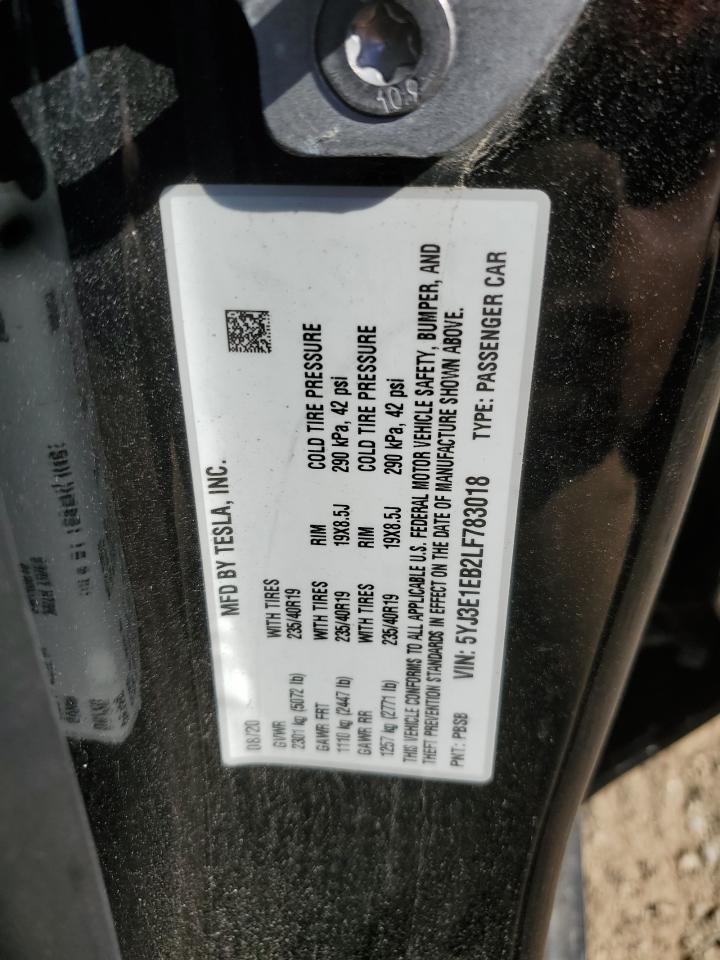 10.9
MFD BY TESLA, INC.
08/20
GVWR WITH TIRES
2301 kg (5072 lb) 235/40R19
GAWR FRT WITH TIRES RIM COLD TIRE PRESSURE
1110 kg (2447 lb) 235/40R19 19X8.5J 290 kPa, 42 psi
GAWR RR WITH TIRES RIM COLD TIRE PRESSURE
1257 kg (2771 lb) 235/40R19 19X8.5J 290 kPa, 42 psi
THIS VEHICLE CONFORMS TO ALL APPLICABLE U.S. FEDERAL MOTOR VEHICLE SAFETY, BUMPER, AND
THEFT PREVENTION STANDARDS IN EFFECT ON THE DATE OF MANUFACTURE SHOWN ABOVE.
PNT: PBSB VIN: 5YJ3E1EB2LF783018 TYPE: PASSENGER CAR